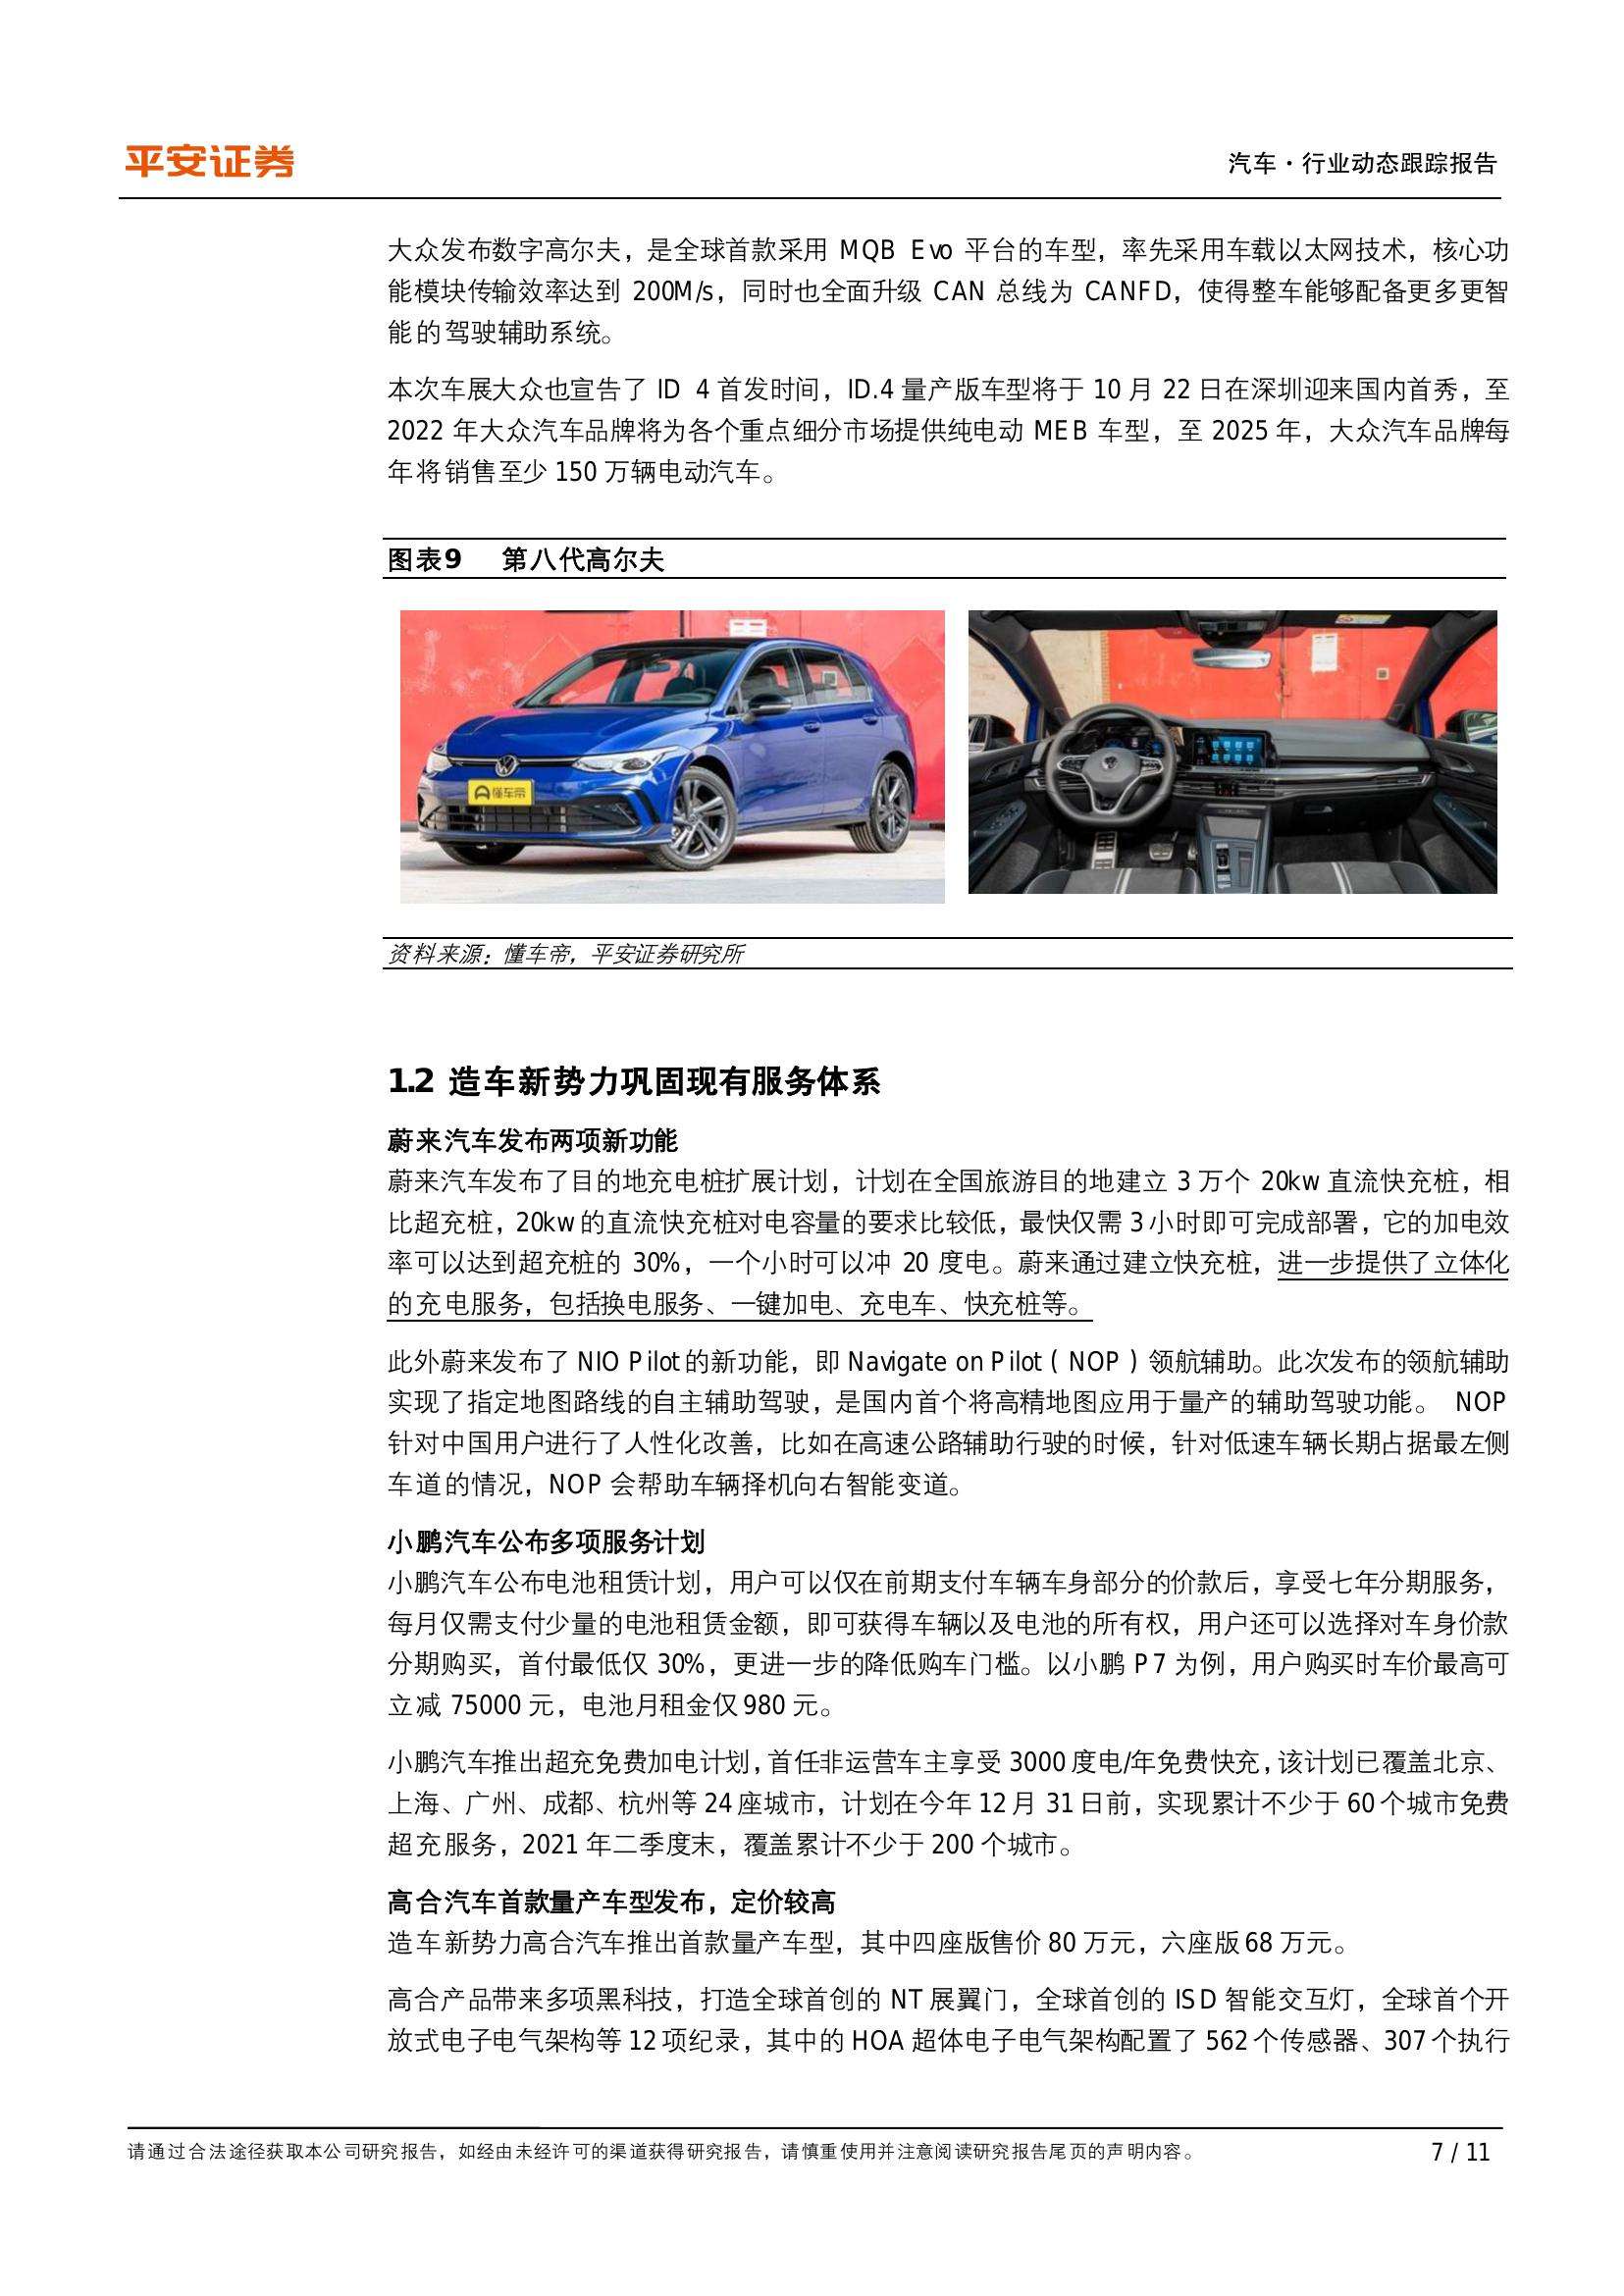 平安证券
汽车·行业动态跟踪报告
大众发布数字高尔夫，是全球首款采用 MQB Evo 平台的车型，率先采用车载以太网技术，核心功
能模块传输效率达到 200M/s，同时也全面升级 CAN 总线为 CANFD，使得整车能够配备更多更智
能的驾驶辅助系统。
本次车展大众也宣告了 ID 4 首发时间，ID.4 量产版车型将于 10 月 22 日在深圳迎来国内首秀，至
2022 年大众汽车品牌将为各个重点细分市场提供纯电动 MEB 车型，至 2025 年，大众汽车品牌每
年将销售至少 150 万辆电动汽车。
图表9 第八代高尔夫
懂车帝
资料来源：懂车帝，平安证券研究所
1.2 造车新势力巩固现有服务体系
蔚来汽车发布两项新功能
蔚来汽车发布了目的地充电桩扩展计划，计划在全国旅游目的地建立 3 万个 20kw 直流快充桩，相
比超充桩，20kw 的直流快充桩对电容量的要求比较低，最快仅需 3 小时即可完成部署，它的加电效
率可以达到超充桩的 30%，一个小时可以冲 20 度电。蔚来通过建立快充桩，进一步提供了立体化
的充电服务，包括换电服务、一键加电、充电车、快充桩等。
此外蔚来发布了 NIO Pilot 的新功能，即 Navigate on Pilot（NOP）领航辅助。此次发布的领航辅助
实现了指定地图路线的自主辅助驾驶，是国内首个将高精地图应用于量产的辅助驾驶功能。 NOP
针对中国用户进行了人性化改善，比如在高速公路辅助行驶的时候，针对低速车辆长期占据最左侧
车道的情况，NOP 会帮助车辆择机向右智能变道。
小鹏汽车公布多项服务计划
小鹏汽车公布电池租赁计划，用户可以仅在前期支付车辆车身部分的价款后，享受七年分期服务，
每月仅需支付少量的电池租赁金额，即可获得车辆以及电池的所有权，用户还可以选择对车身价款
分期购买，首付最低仅 30%，更进一步的降低购车门槛。以小鹏 P7 为例，用户购买时车价最高可
立减 75000 元，电池月租金仅 980 元。
小鹏汽车推出超充免费加电计划，首任非运营车主享受 3000 度电/年免费快充，该计划已覆盖北京、
上海、广州、成都、杭州等 24 座城市，计划在今年 12 月 31 日前，实现累计不少于 60 个城市免费
超充服务，2021 年二季度末，覆盖累计不少于 200 个城市。
高合汽车首款量产车型发布，定价较高
造车新势力高合汽车推出首款量产车型，其中四座版售价 80 万元，六座版 68 万元。
高合产品带来多项黑科技，打造全球首创的 NT 展翼门，全球首创的 ISD 智能交互灯，全球首个开
放式电子电气架构等 12 项纪录，其中的 HOA 超体电子电气架构配置了 562 个传感器、307 个执行
请通过合法途径获取本公司研究报告，如经由未经许可的渠道获得研究报告，请慎重使用并注意阅读研究报告尾页的声明内容。
7 / 11